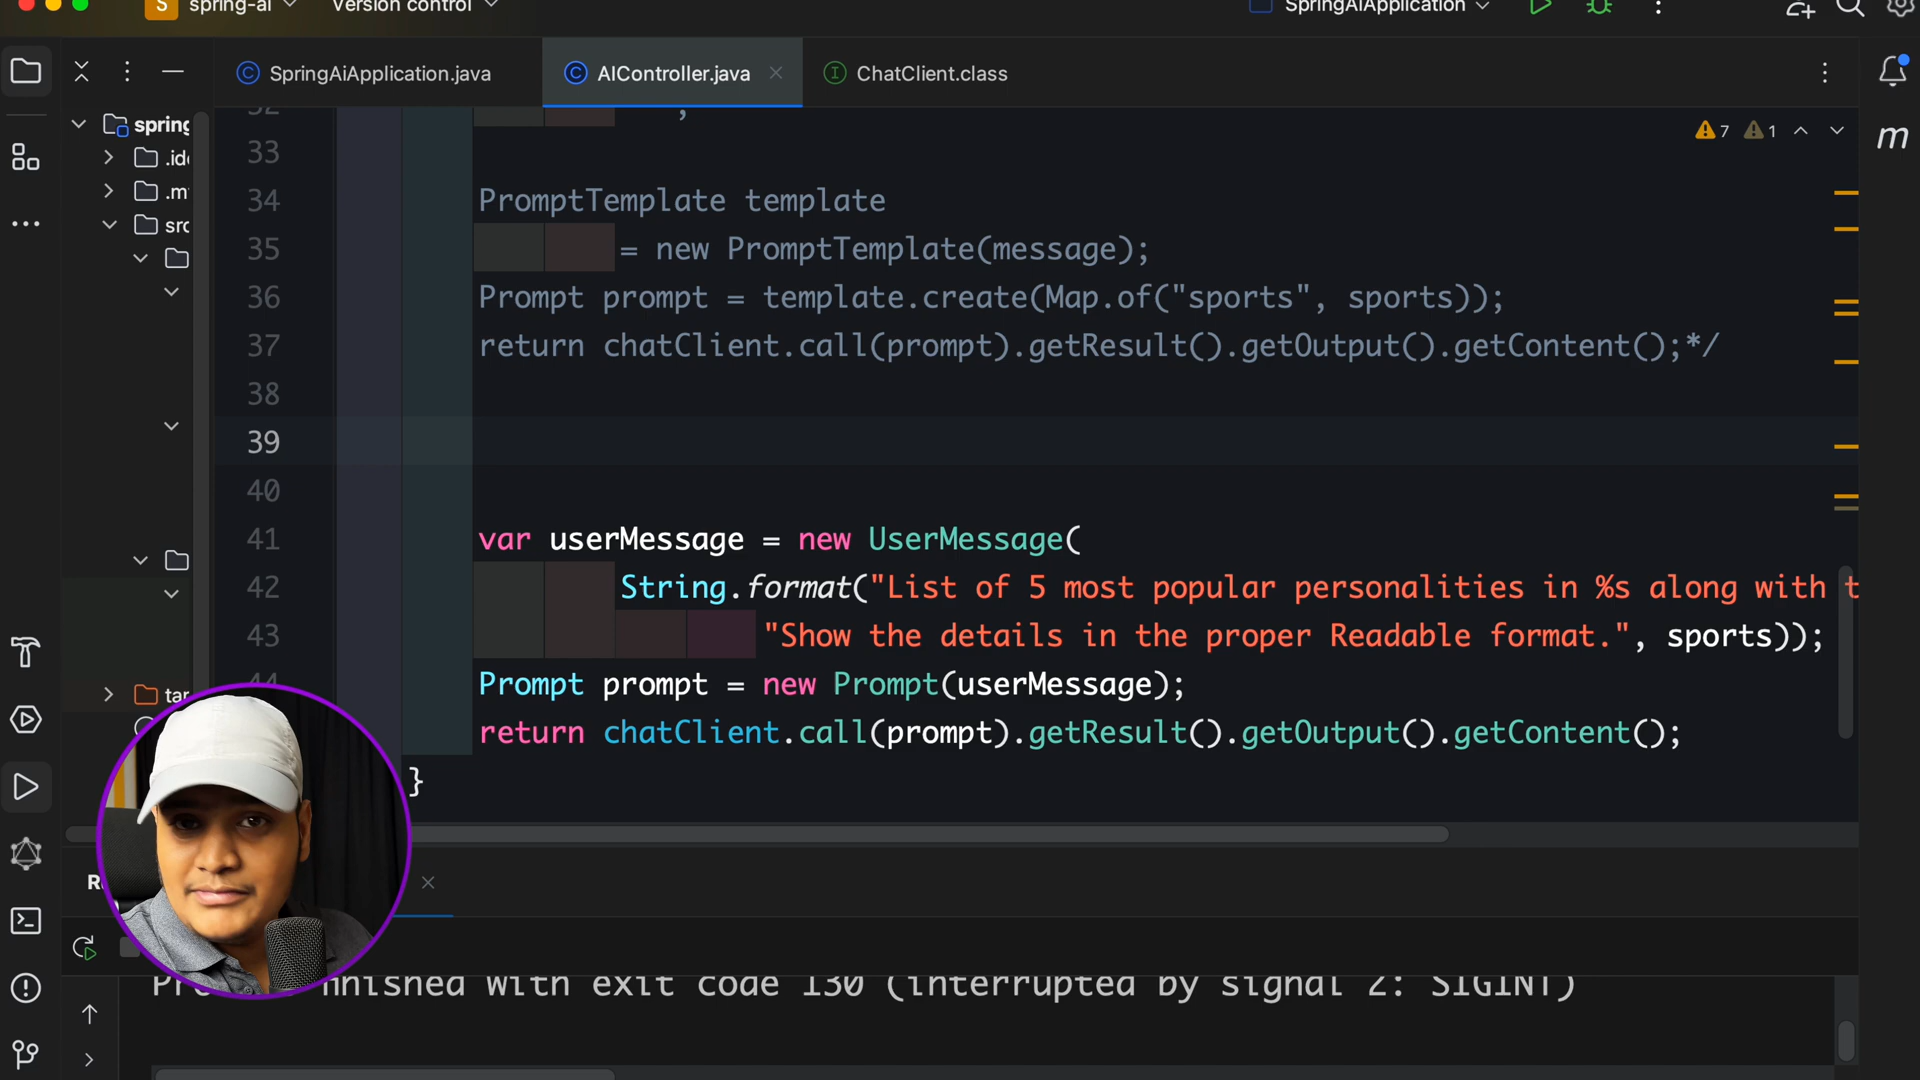 S spring-ai
Version control
SpringAiApplication
SpringAiApplication.java
AIController.java
ChatClient.class
spring
.id
.m
src
tar
7
1
m
32 ;
33
34 PromptTemplate template
35 = new PromptTemplate(message);
36 Prompt prompt = template.create(Map.of("sports", sports));
37 return chatClient.call(prompt).getResult().getOutput().getContent();*/
38
39
40
41 var userMessage = new UserMessage(
42 String.format("List of 5 most popular personalities in %s along with t
43 "Show the details in the proper Readable format.", sports));
44 Prompt prompt = new Prompt(userMessage);
return chatClient.call(prompt).getResult().getOutput().getContent();
}
R
finished with exit code 130 (interrupted by signal 2: SIGINT)